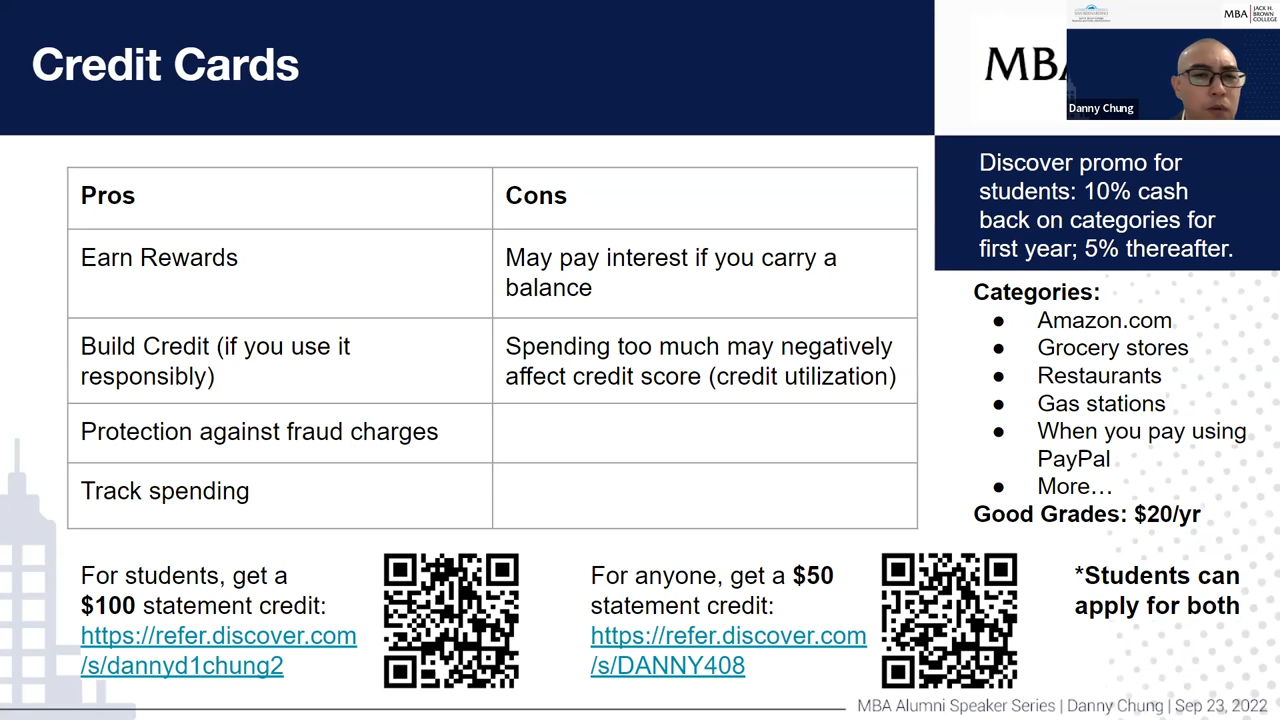 Credit Cards
MBA
MBA | JACK H. BROWN COLLEGE
Danny Chung
Discover promo for
students: 10% cash
back on categories for
first year; 5% thereafter.
Pros
Cons
Earn Rewards
May pay interest if you carry a
balance
Build Credit (if you use it
responsibly)
Spending too much may negatively
affect credit score (credit utilization)
Protection against fraud charges
Track spending
Categories:
● Amazon.com
● Grocery stores
● Restaurants
● Gas stations
● When you pay using
PayPal
● More…
Good Grades: $20/yr
For students, get a
$100 statement credit:
https://refer.discover.com
/s/dannyd1chung2
For anyone, get a $50
statement credit:
https://refer.discover.com
/s/DANNY408
*Students can
apply for both
MBA Alumni Speaker Series | Danny Chung | Sep 23, 2022